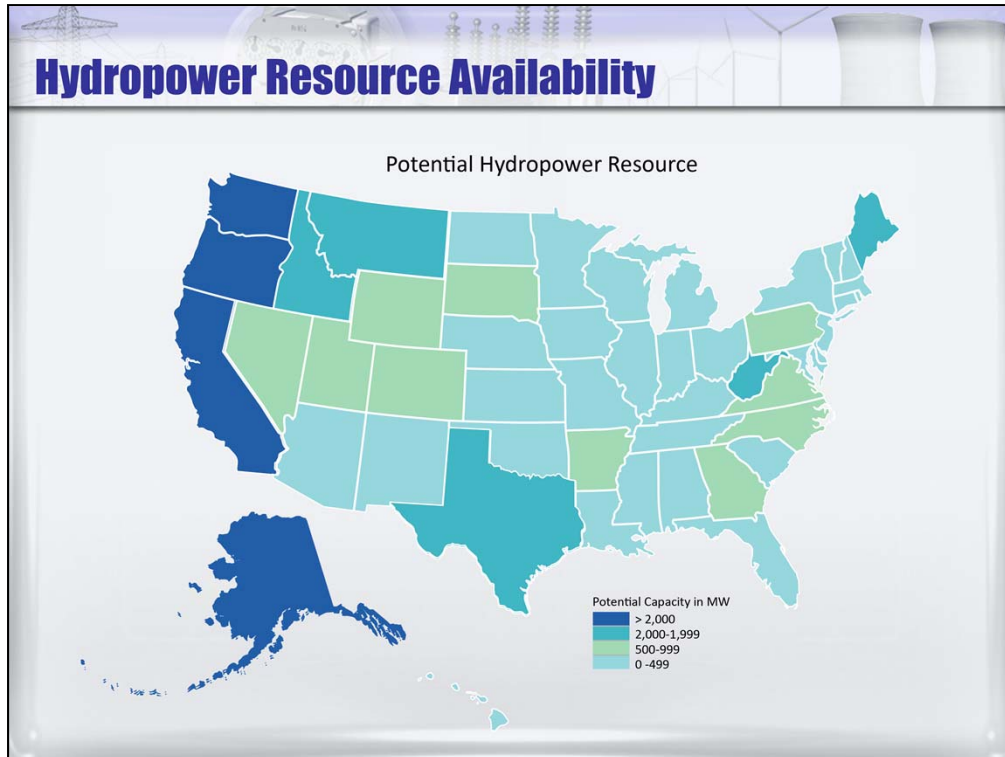 Hydropower Resource Availability
Potential Hydropower Resource
Potential Capacity in MW
> 2,000
2,000-1,999
500-999
0 -499